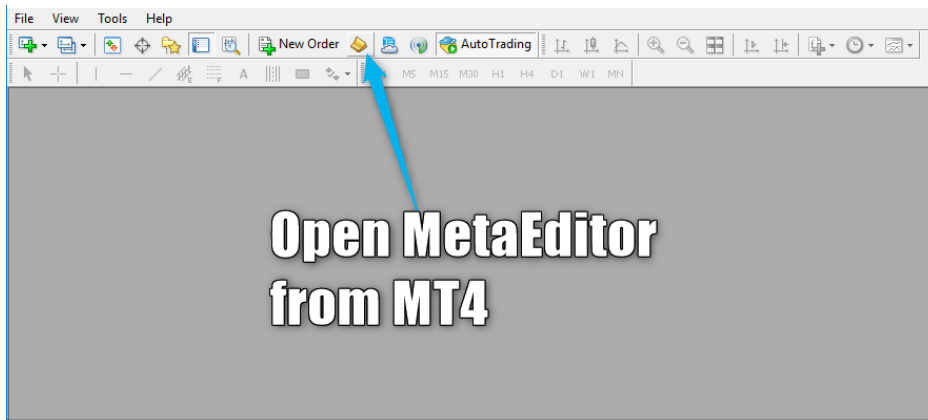 File View Tools Help
New Order AutoTrading
A M5 M15 M30 H1 H4 D1 W1 MN
Open MetaEditor
from MT4